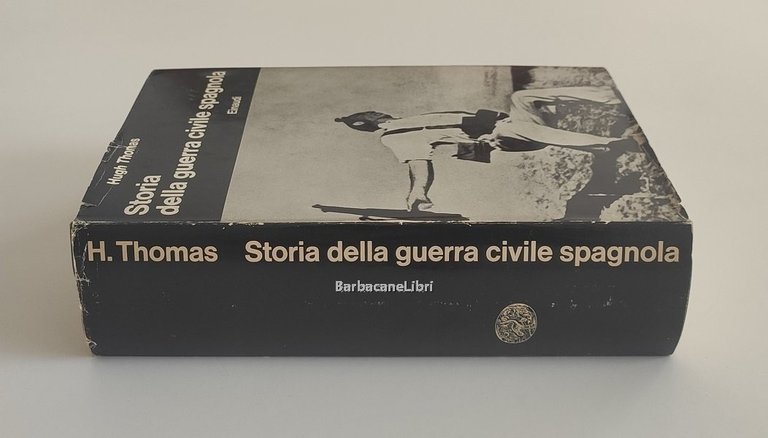 Hugh Thomas
Storia
della guerra civile spagnola
Einaudi
H. Thomas Storia della guerra civile spagnola
BarbacaneLibri